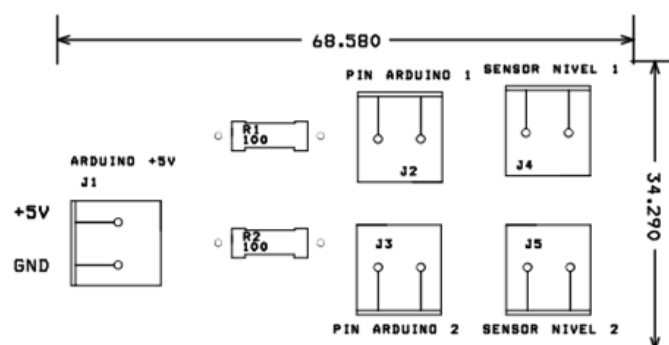 68.580
PIN ARDUINO 1
SENSOR NIVEL 1
R1
100
J2
J4
ARDUINO +5V
J1
34.290
+5V
GND
R2
100
J3
J5
PIN ARDUINO 2
SENSOR NIVEL 2